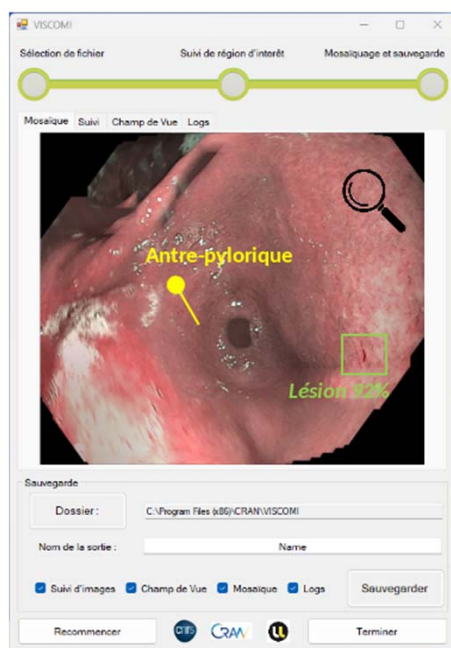 VISCOMI
Sélection de fichier Suivi de région d'interêt Mosaïquage et sauvegarde
Mosaïque Suivi Champ de Vue Logs
Antre-pylorique
Lésion 92%
Sauvegarde
Dossier : C:\Program Files (x86)\CRAN\VISCOMI
Nom de la sortie : Name
Suivi d'images Champ de Vue Mosaïque Logs Sauvegarder
Recommencer cnrs CRAN Terminer